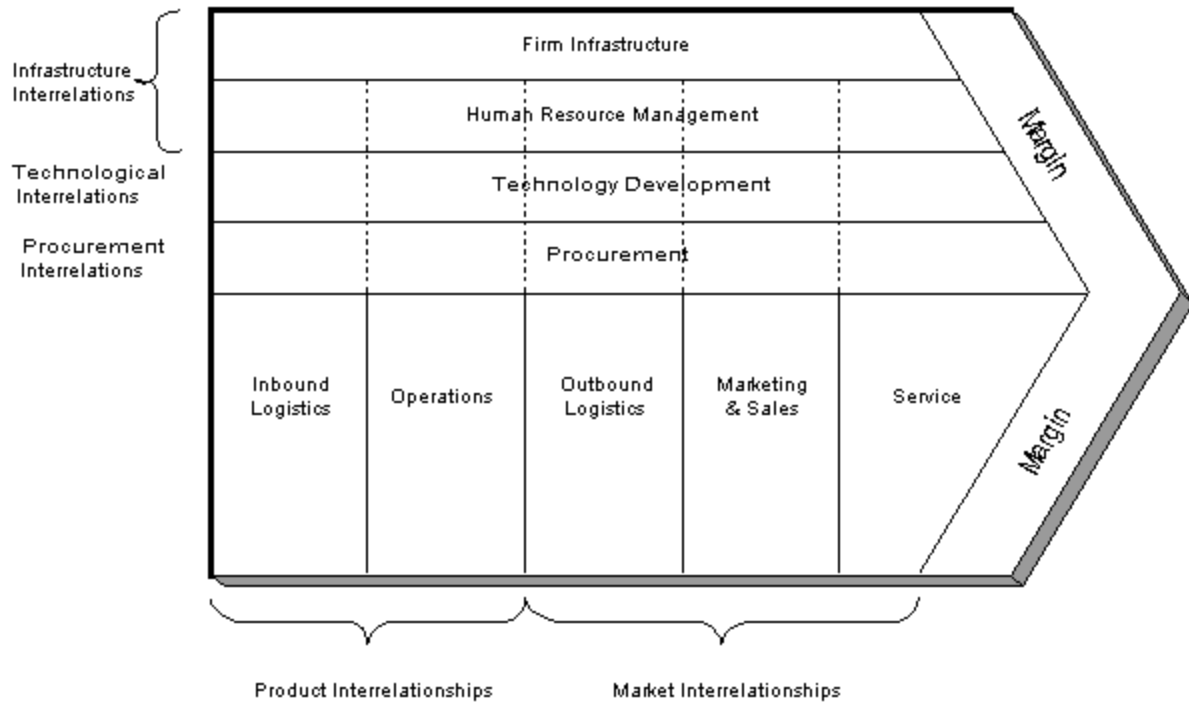 Firm Infrastructure
Infrastructure
Interrelations
Human Resource Management
Margin
Technological
Interrelations
Technology Development
Procurement
Interrelations
Procurement
Inbound
Logistics
Operations
Outbound
Logistics
Marketing
& Sales
Service
Margin
Product Interrelationships
Market Interrelationships